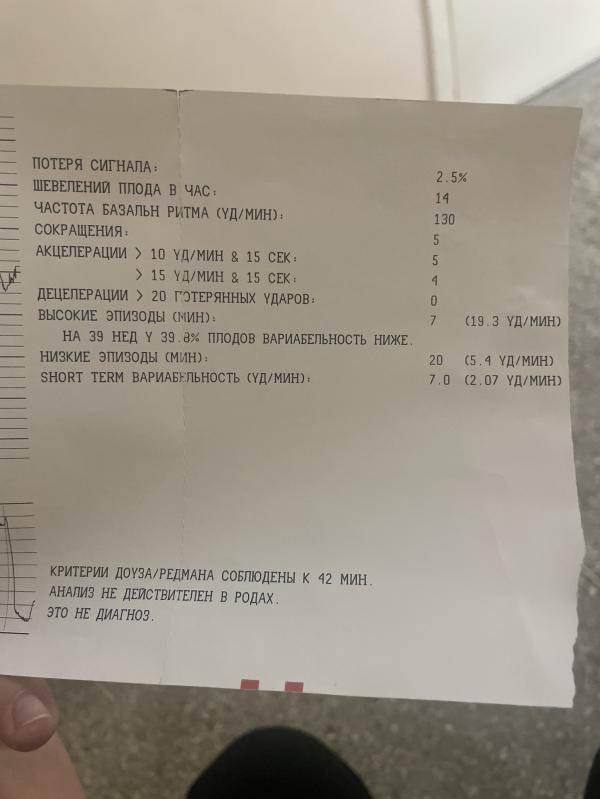 ПОТЕРЯ СИГНАЛА: 2.5%
ШЕВЕЛЕНИЙ ПЛОДА В ЧАС: 14
ЧАСТОТА БАЗАЛЬН РИТМА (УД/МИН): 130
СОКРАЩЕНИЯ: 5
АКЦЕЛЕРАЦИИ > 10 УД/МИН & 15 СЕК: 5
> 15 УД/МИН & 15 СЕК: 4
ДЕЦЕЛЕРАЦИИ > 20 ПОТЕРЯННЫХ УДАРОВ: 0
ВЫСОКИЕ ЭПИЗОДЫ (МИН): 7 (19.3 УД/МИН)
НА 39 НЕД У 39.8% ПЛОДОВ ВАРИАБЕЛЬНОСТЬ НИЖЕ.
НИЗКИЕ ЭПИЗОДЫ (МИН): 20 (5.4 УД/МИН)
SHORT TERM ВАРИАБЕЛЬНОСТЬ (УД/МИН): 7.0 (2.07 УД/МИН)
КРИТЕРИИ ДОУЗА/РЕДМАНА СОБЛЮДЕНЫ К 42 МИН.
АНАЛИЗ НЕ ДЕЙСТВИТЕЛЕН В РОДАХ.
ЭТО НЕ ДИАГНОЗ.